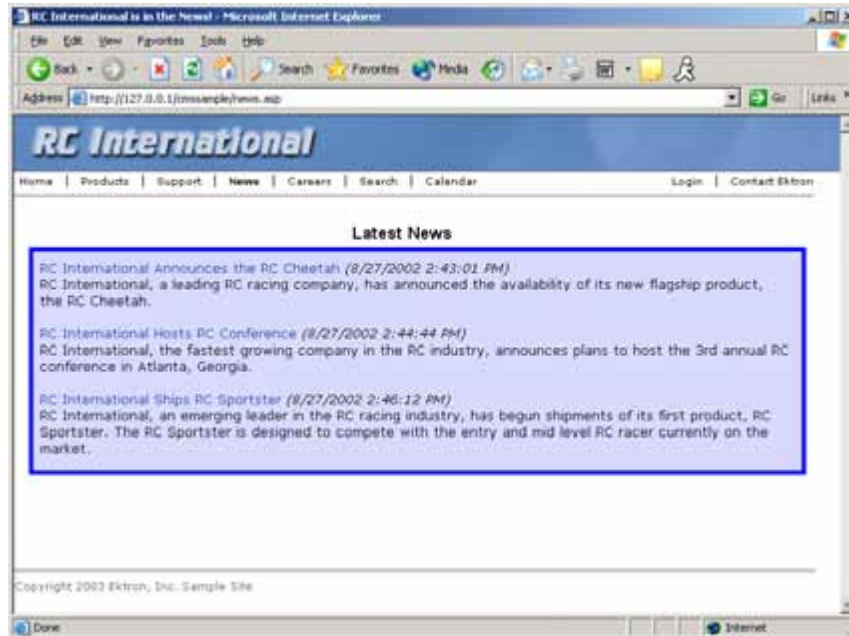 RC International is in the News! - Microsoft Internet Explorer
File Edit View Favorites Tools Help
Back Search Favorites Media
Address http://127.0.0.1/cmssample/news.asp Go Links
RC International
Home | Products | Support | News | Careers | Search | Calendar Login | Contact Ektron
Latest News
RC International Announces the RC Cheetah (8/27/2002 2:43:01 PM)
RC International, a leading RC racing company, has announced the availability of its new flagship product,
the RC Cheetah.
RC International Hosts RC Conference (8/27/2002 2:44:44 PM)
RC International, the fastest growing company in the RC industry, announces plans to host the 3rd annual RC
conference in Atlanta, Georgia.
RC International Ships RC Sportster (8/27/2002 2:46:12 PM)
RC International, an emerging leader in the RC racing industry, has begun shipments of its first product, RC
Sportster. The RC Sportster is designed to compete with the entry and mid level RC racer currently on the
market.
Copyright 2003 Ektron, Inc. Sample Site
Done Internet